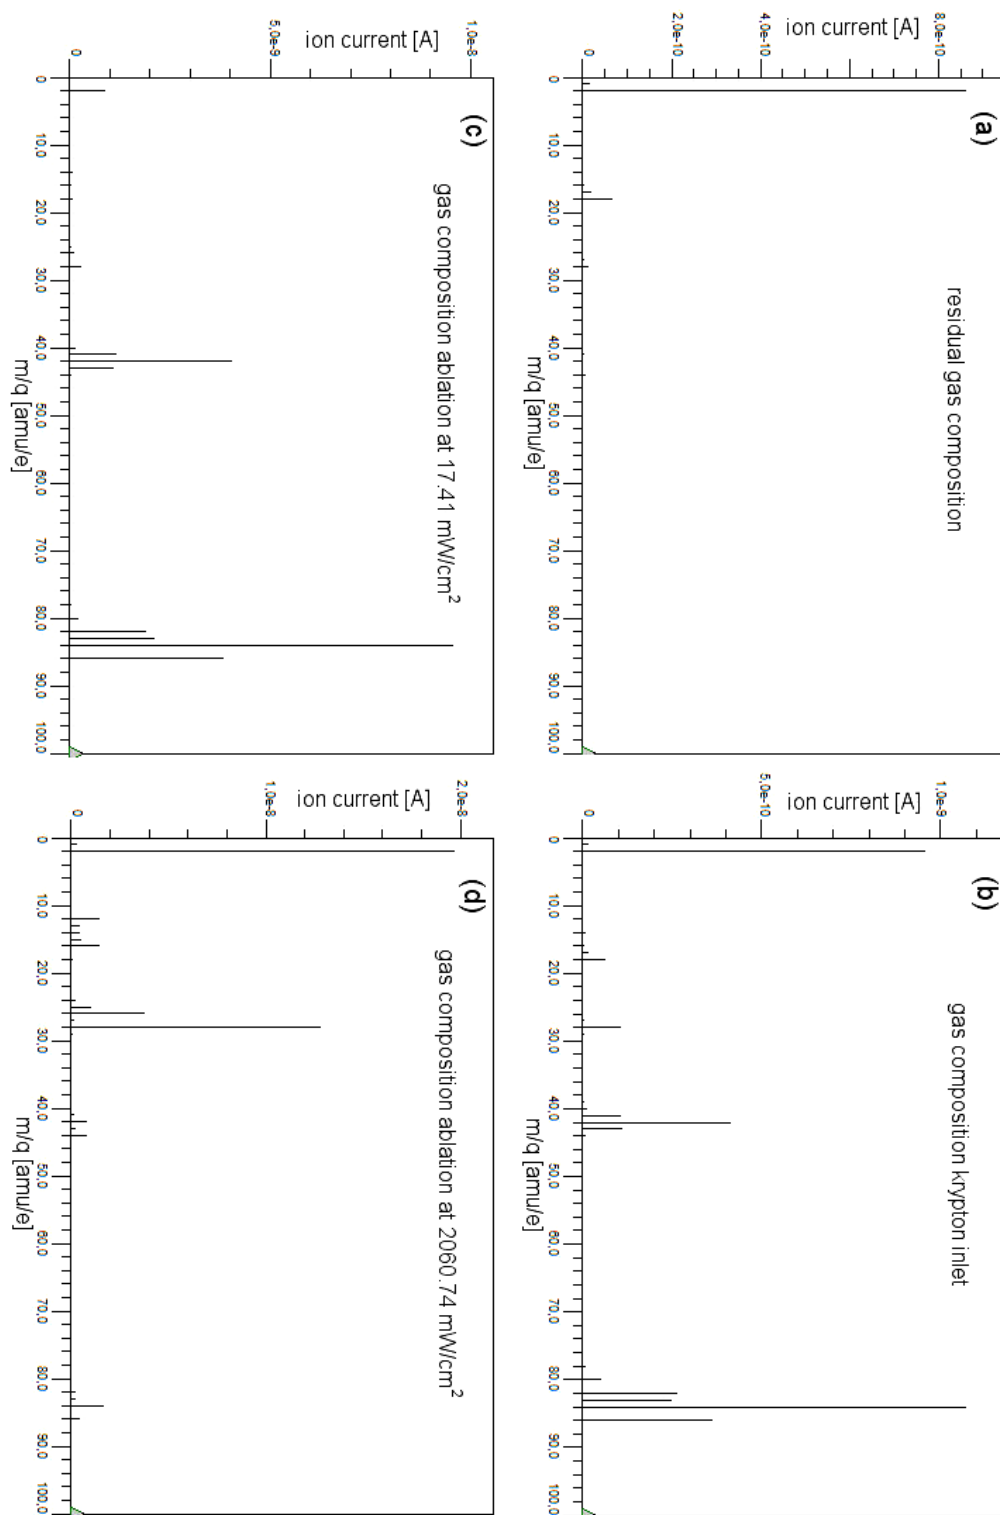 (a)
residual gas composition
ion current [A]
8,0e-10
4,0e-10
2,0e-10
0
0 10,0 20,0 30,0 40,0 50,0 60,0 70,0 80,0 90,0 100,0
m/q [amu/e]
(b)
gas composition krypton inlet
ion current [A]
1,0e-9
5,0e-10
0
0 10,0 20,0 30,0 40,0 50,0 60,0 70,0 80,0 90,0 100,0
m/q [amu/e]
(c)
gas composition ablation at 17.41 mW/cm²
ion current [A]
1,0e-8
5,0e-9
0
0 10,0 20,0 30,0 40,0 50,0 60,0 70,0 80,0 90,0 100,0
m/q [amu/e]
(d)
gas composition ablation at 2060.74 mW/cm²
ion current [A]
2,0e-8
1,0e-8
0
0 10,0 20,0 30,0 40,0 50,0 60,0 70,0 80,0 90,0 100,0
m/q [amu/e]